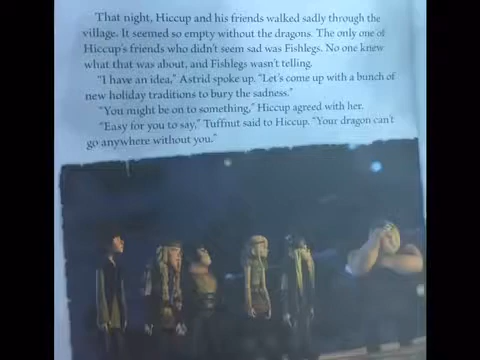 That night, Hiccup and his friends walked sadly through the
village. It seemed so empty without the dragons. The only one of
Hiccup's friends who didn't seem sad was Fishlegs. No one knew
what that was about, and Fishlegs wasn't telling.
"I have an idea," Astrid spoke up. "Let's come up with a bunch of
new holiday traditions to bury the sadness."
"You might be on to something," Hiccup agreed with her.
"Easy for you to say," Tuffnut said to Hiccup. "Your dragon can't
go anywhere without you."